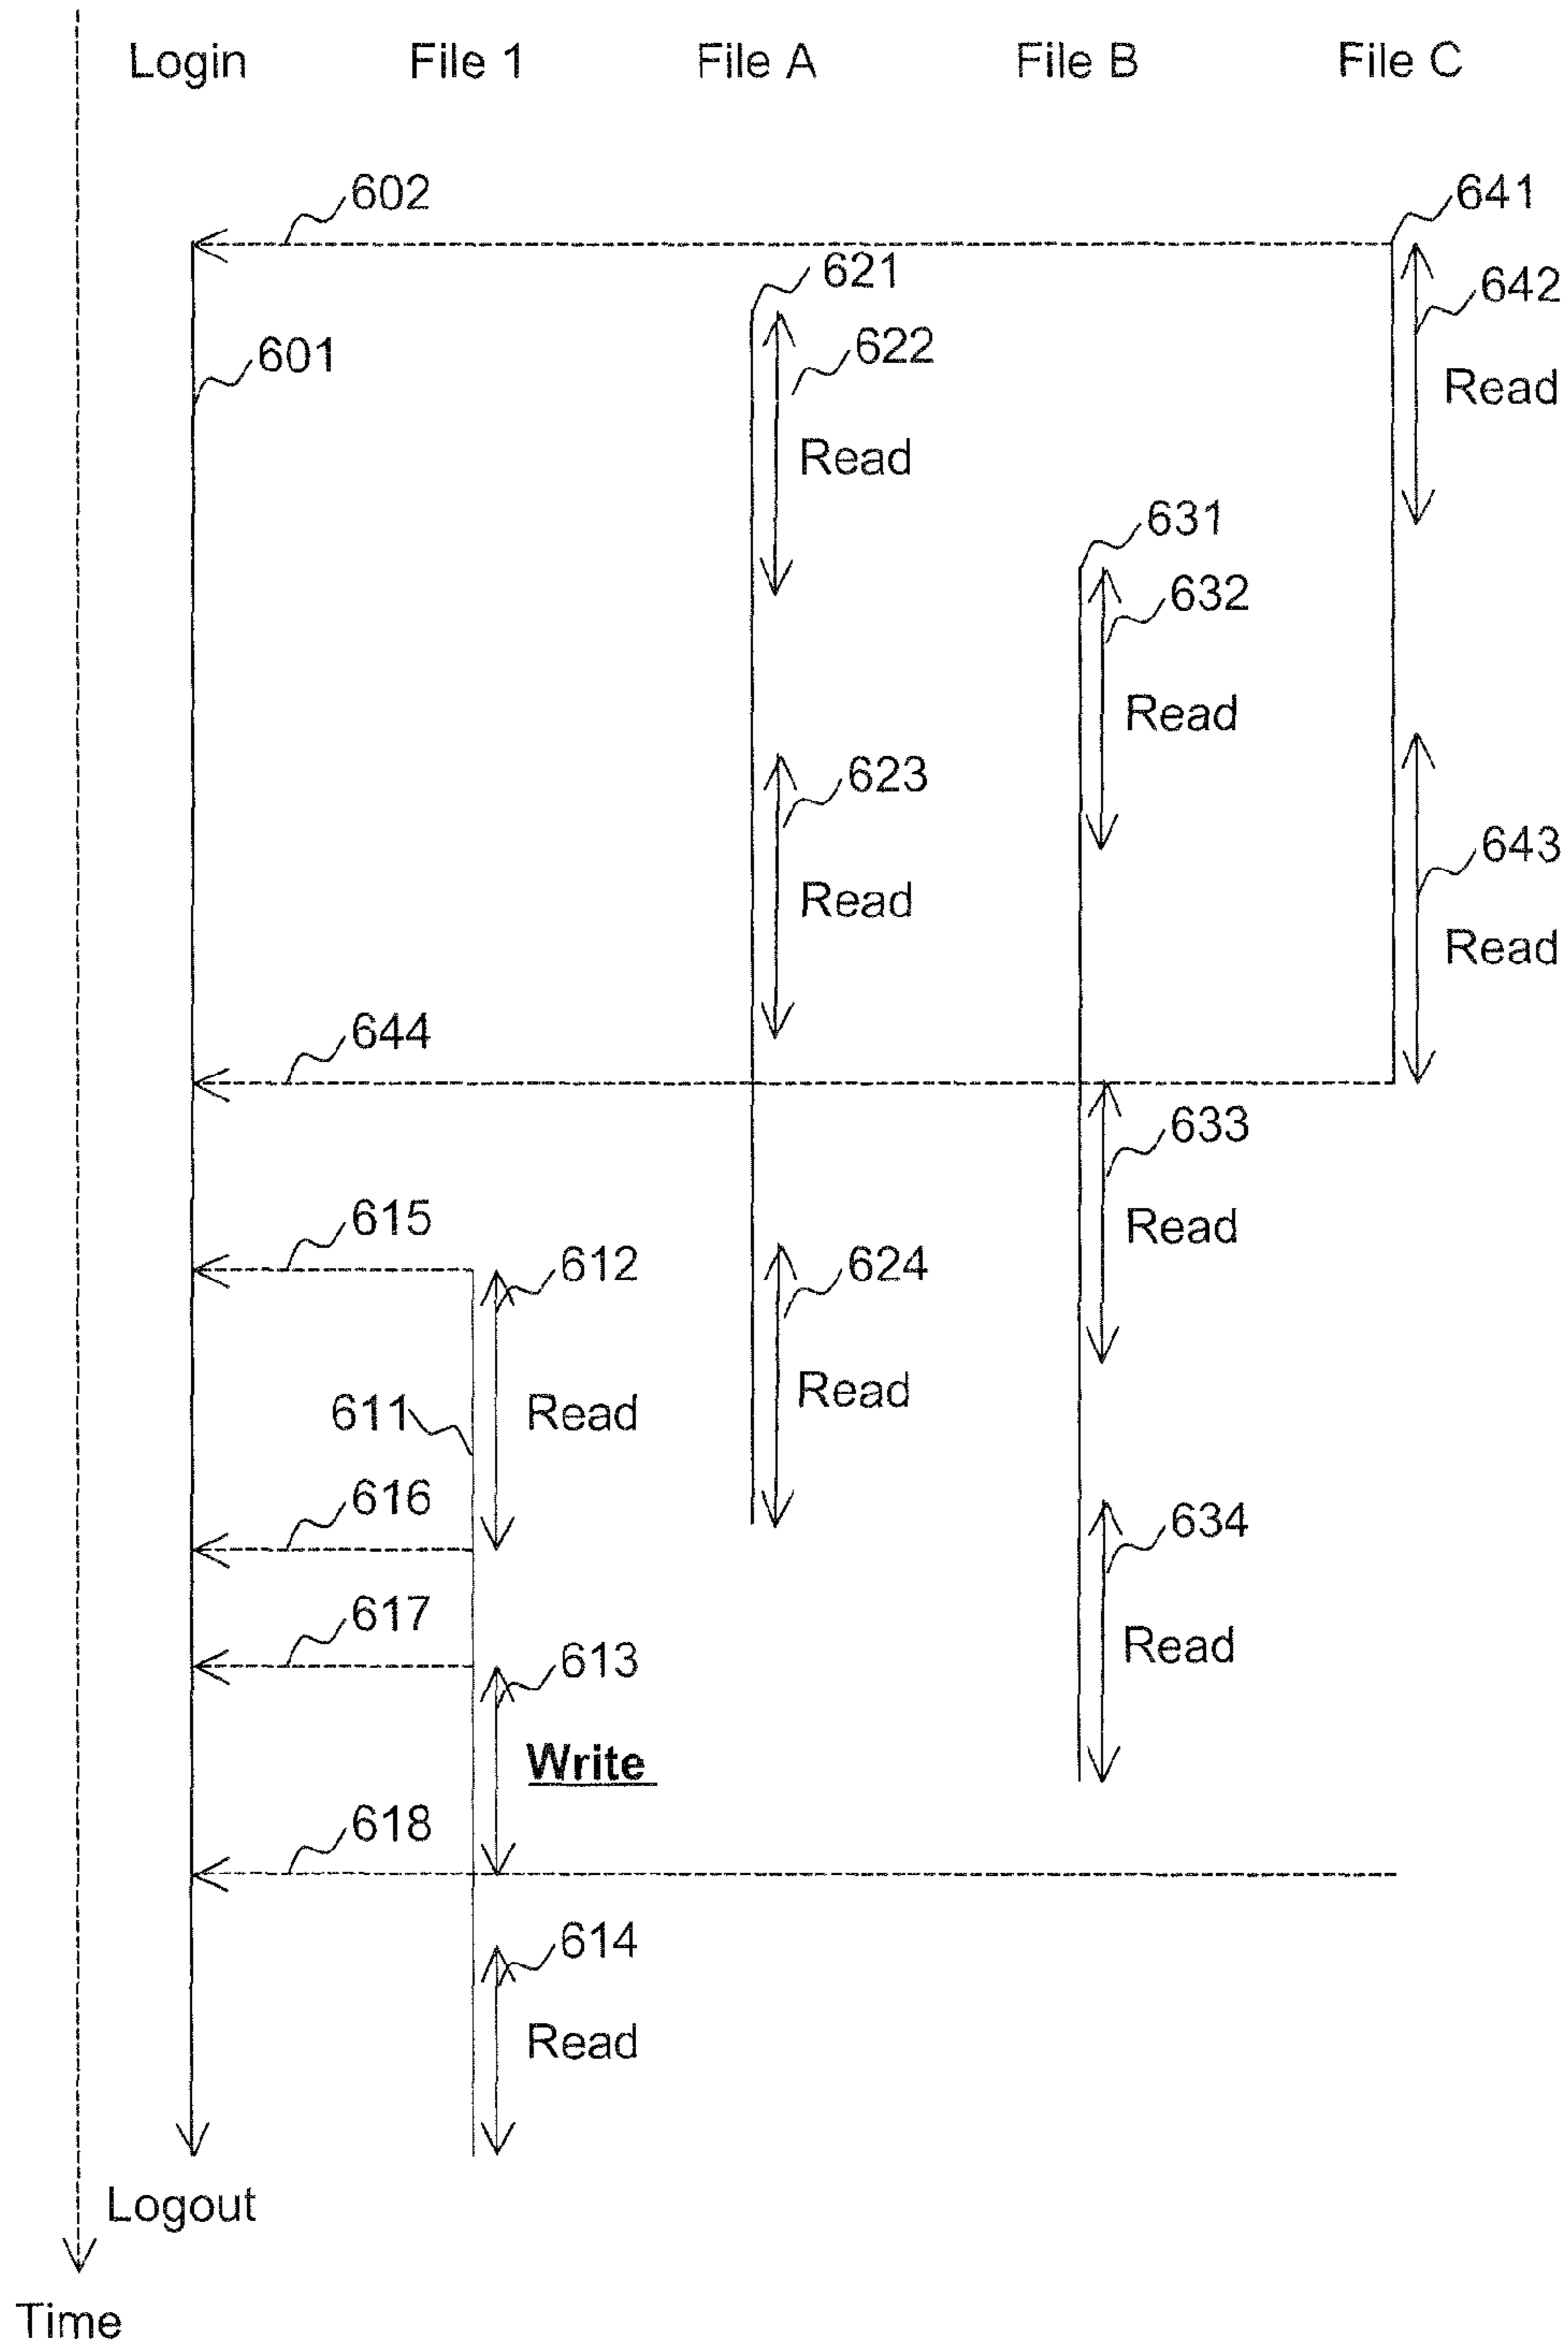 Login File 1 File A File B File C
602 641
621 642
601 622 Read
Read
631
632
Read
623
643
Read Read
644
633
615 Read
612 624
611 Read Read
616 634
617
613 Read
Write
618
614
Read
Logout
Time